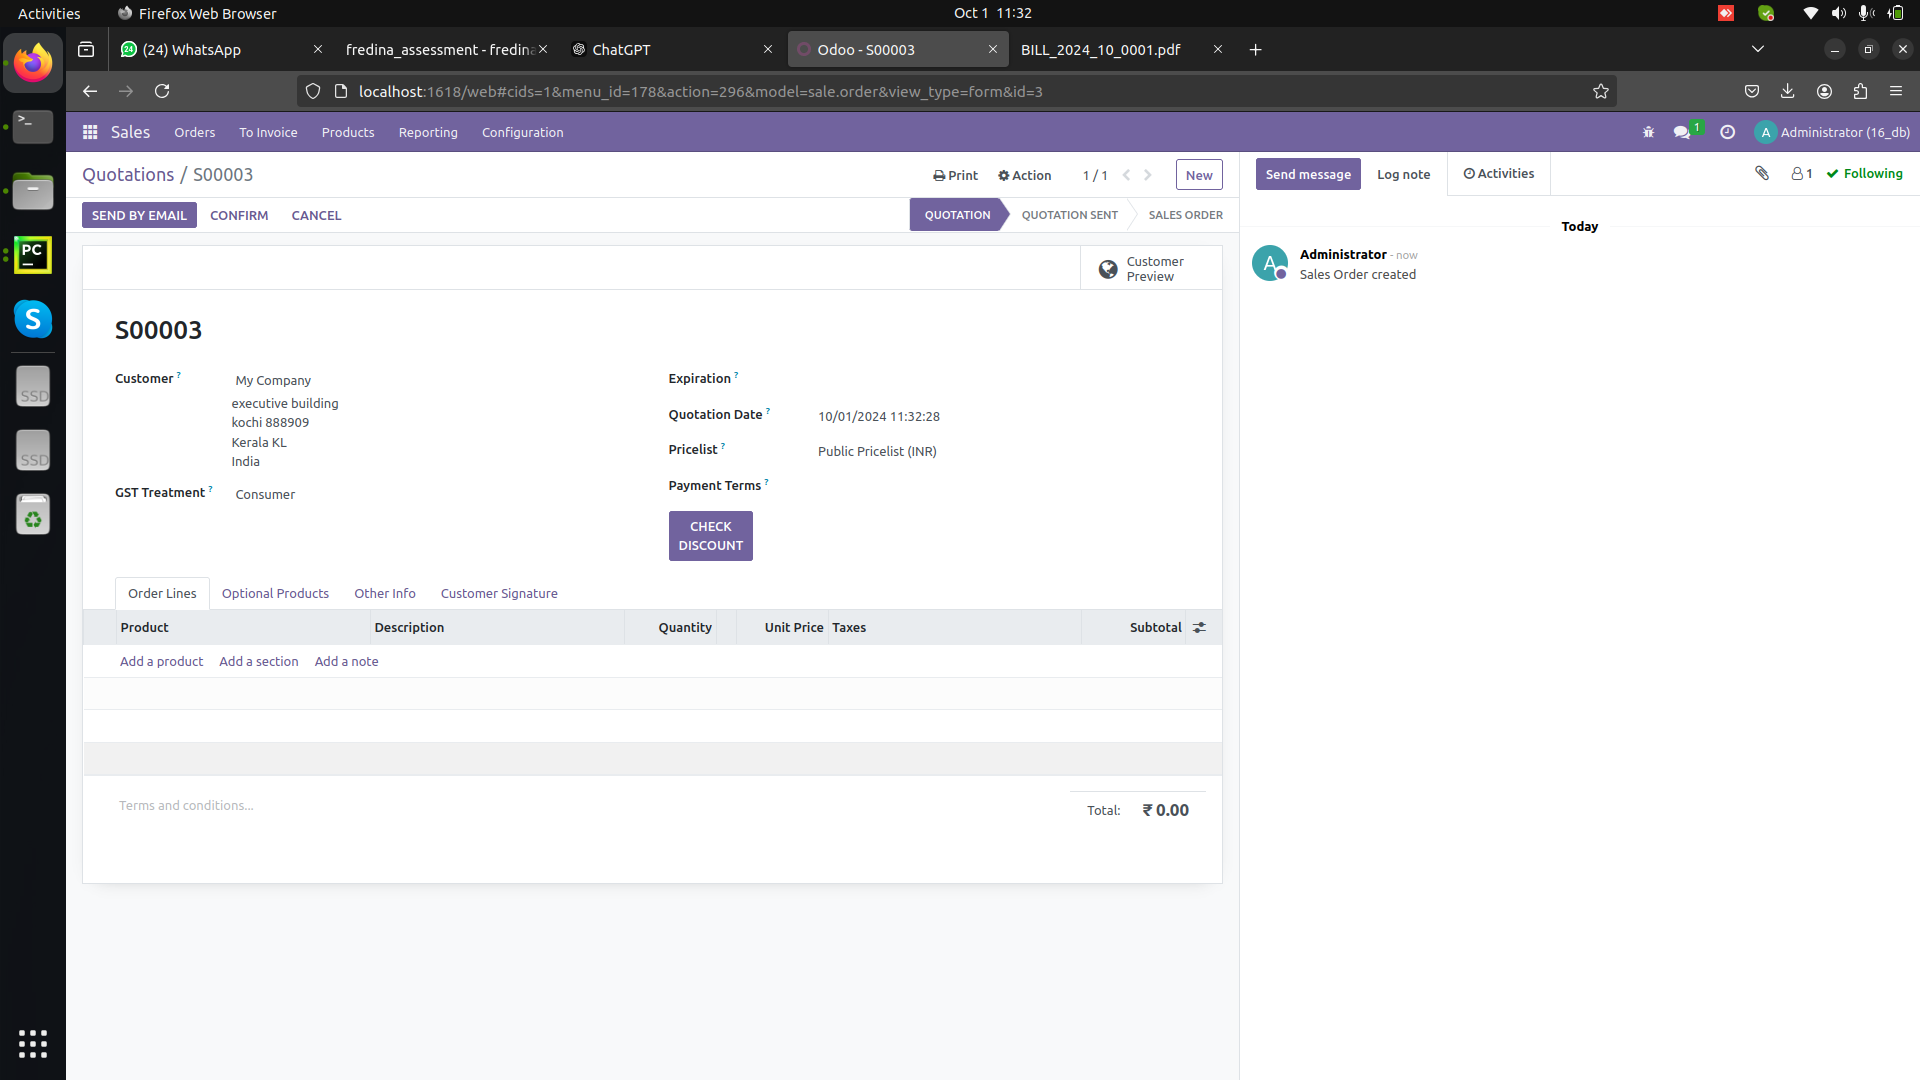 Activities Firefox Web Browser Oct 1 11:32
(24) WhatsApp fredina_assessment - fredina ChatGPT Odoo - S00003 BILL_2024_10_0001.pdf
localhost:1618/web#cids=1&menu_id=178&action=296&model=sale.order&view_type=form&id=3
Sales Orders To Invoice Products Reporting Configuration 1 A Administrator (16_db)
Quotations / S00003 Print Action 1 / 1 New Send message Log note Activities 1 Following
SEND BY EMAIL CONFIRM CANCEL QUOTATION QUOTATION SENT SALES ORDER
Today
Customer
Preview
A Administrator - now
Sales Order created
S00003
Customer ? My Company
executive building
kochi 888909
Kerala KL
India
GST Treatment ? Consumer
Expiration ?
Quotation Date ? 10/01/2024 11:32:28
Pricelist ? Public Pricelist (INR)
Payment Terms ?
CHECK
DISCOUNT
Order Lines Optional Products Other Info Customer Signature
Product Description Quantity Unit Price Taxes Subtotal
Add a product Add a section Add a note
Terms and conditions...
Total: ₹ 0.00
24
>_
PC
S
SSD
SSD